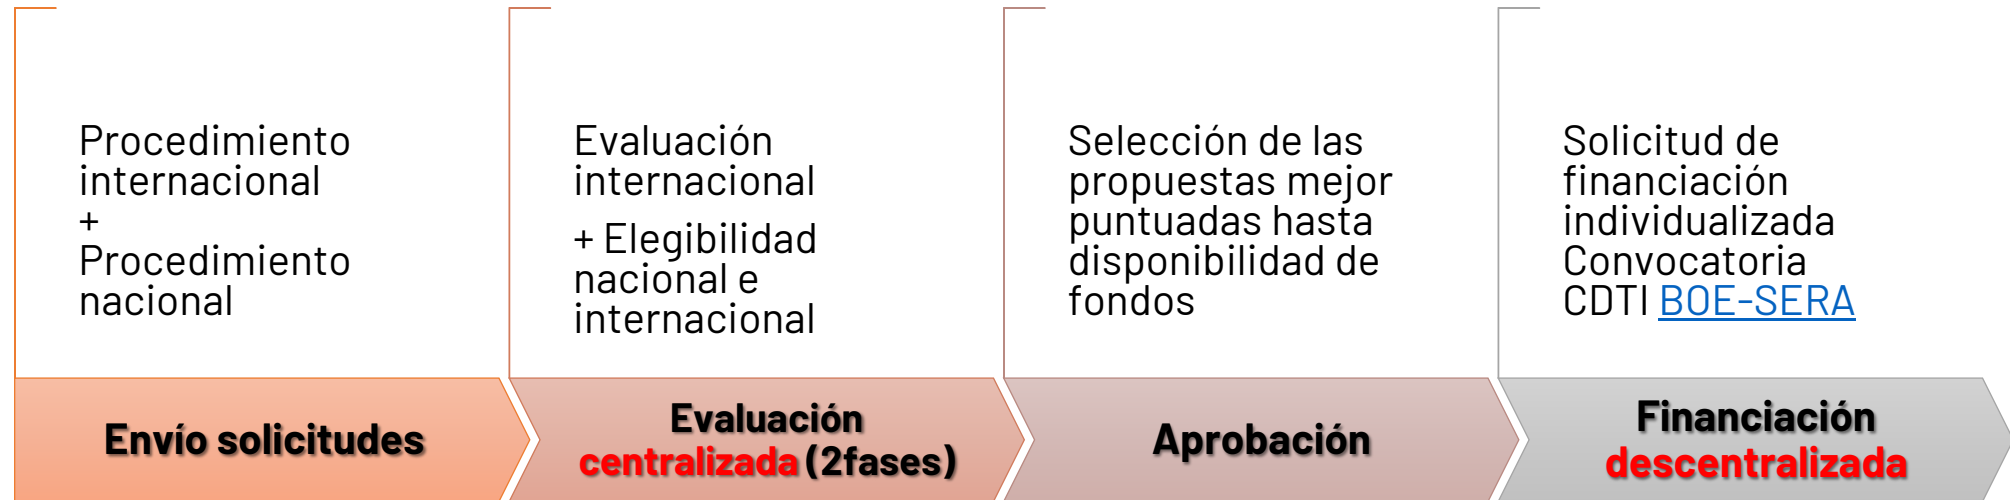 Procedimiento
internacional
+
Procedimiento
nacional
Envío solicitudes
Evaluación
internacional
+ Elegibilidad
nacional e
internacional
Evaluación
centralizada (2fases)
Selección de las
propuestas mejor
puntuadas hasta
disponibilidad de
fondos
Aprobación
Solicitud de
financiación
individualizada
Convocatoria
CDTI BOE-SERA
Financiación
descentralizada